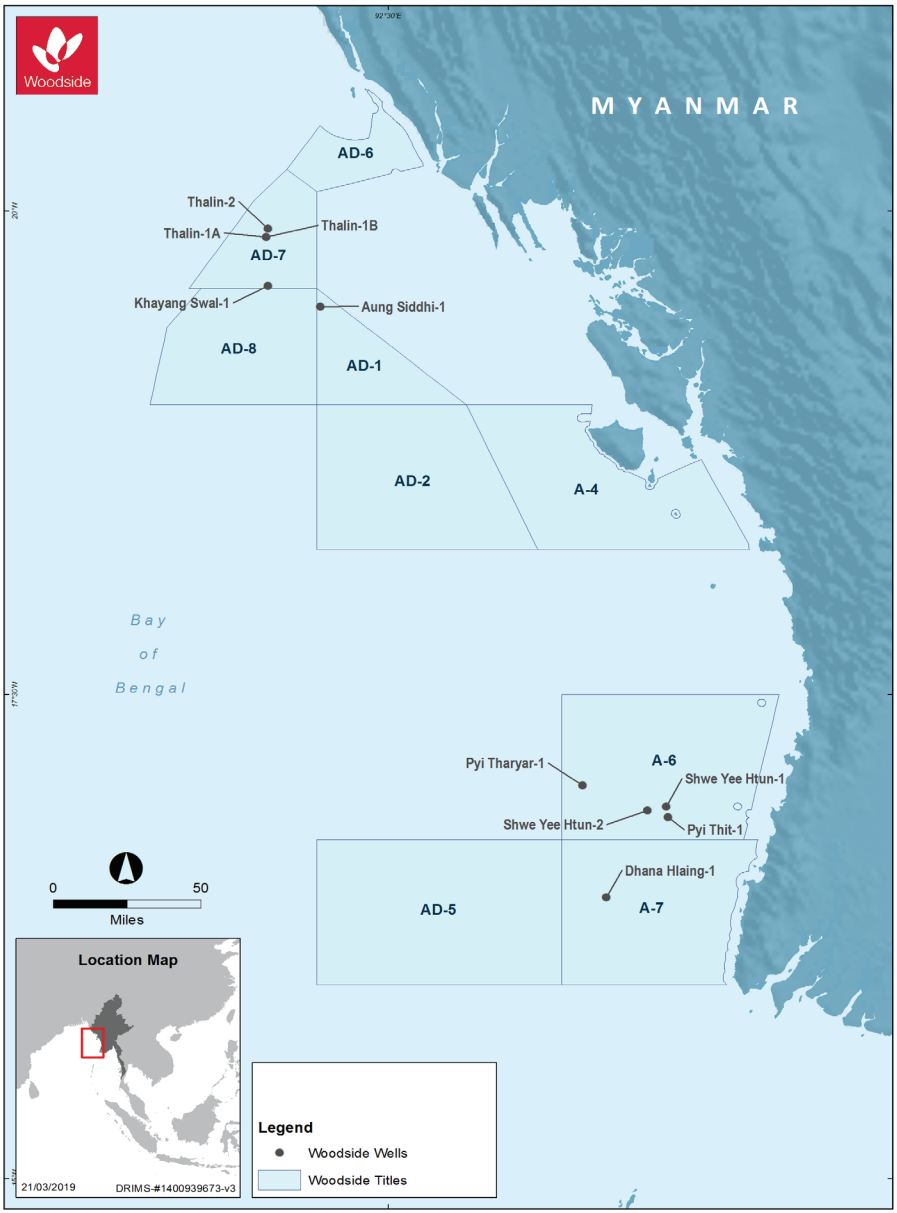 92°30'E
Woodside
MYANMAR
AD-6
20°N
Thalin-2
Thalin-1A
Thalin-1B
AD-7
Khayang Swal-1
Aung Siddhi-1
AD-8
AD-1
AD-2
A-4
Bay
of
Bengal
17°30'N
A-6
Pyi Tharyar-1
Shwe Yee Htun-1
Shwe Yee Htun-2
Pyi Thit-1
Dhana Hlaing-1
AD-5
A-7
0 50
Miles
Location Map
21/03/2019 DRIMS-#1400939673-v3
Legend
Woodside Wells
Woodside Titles